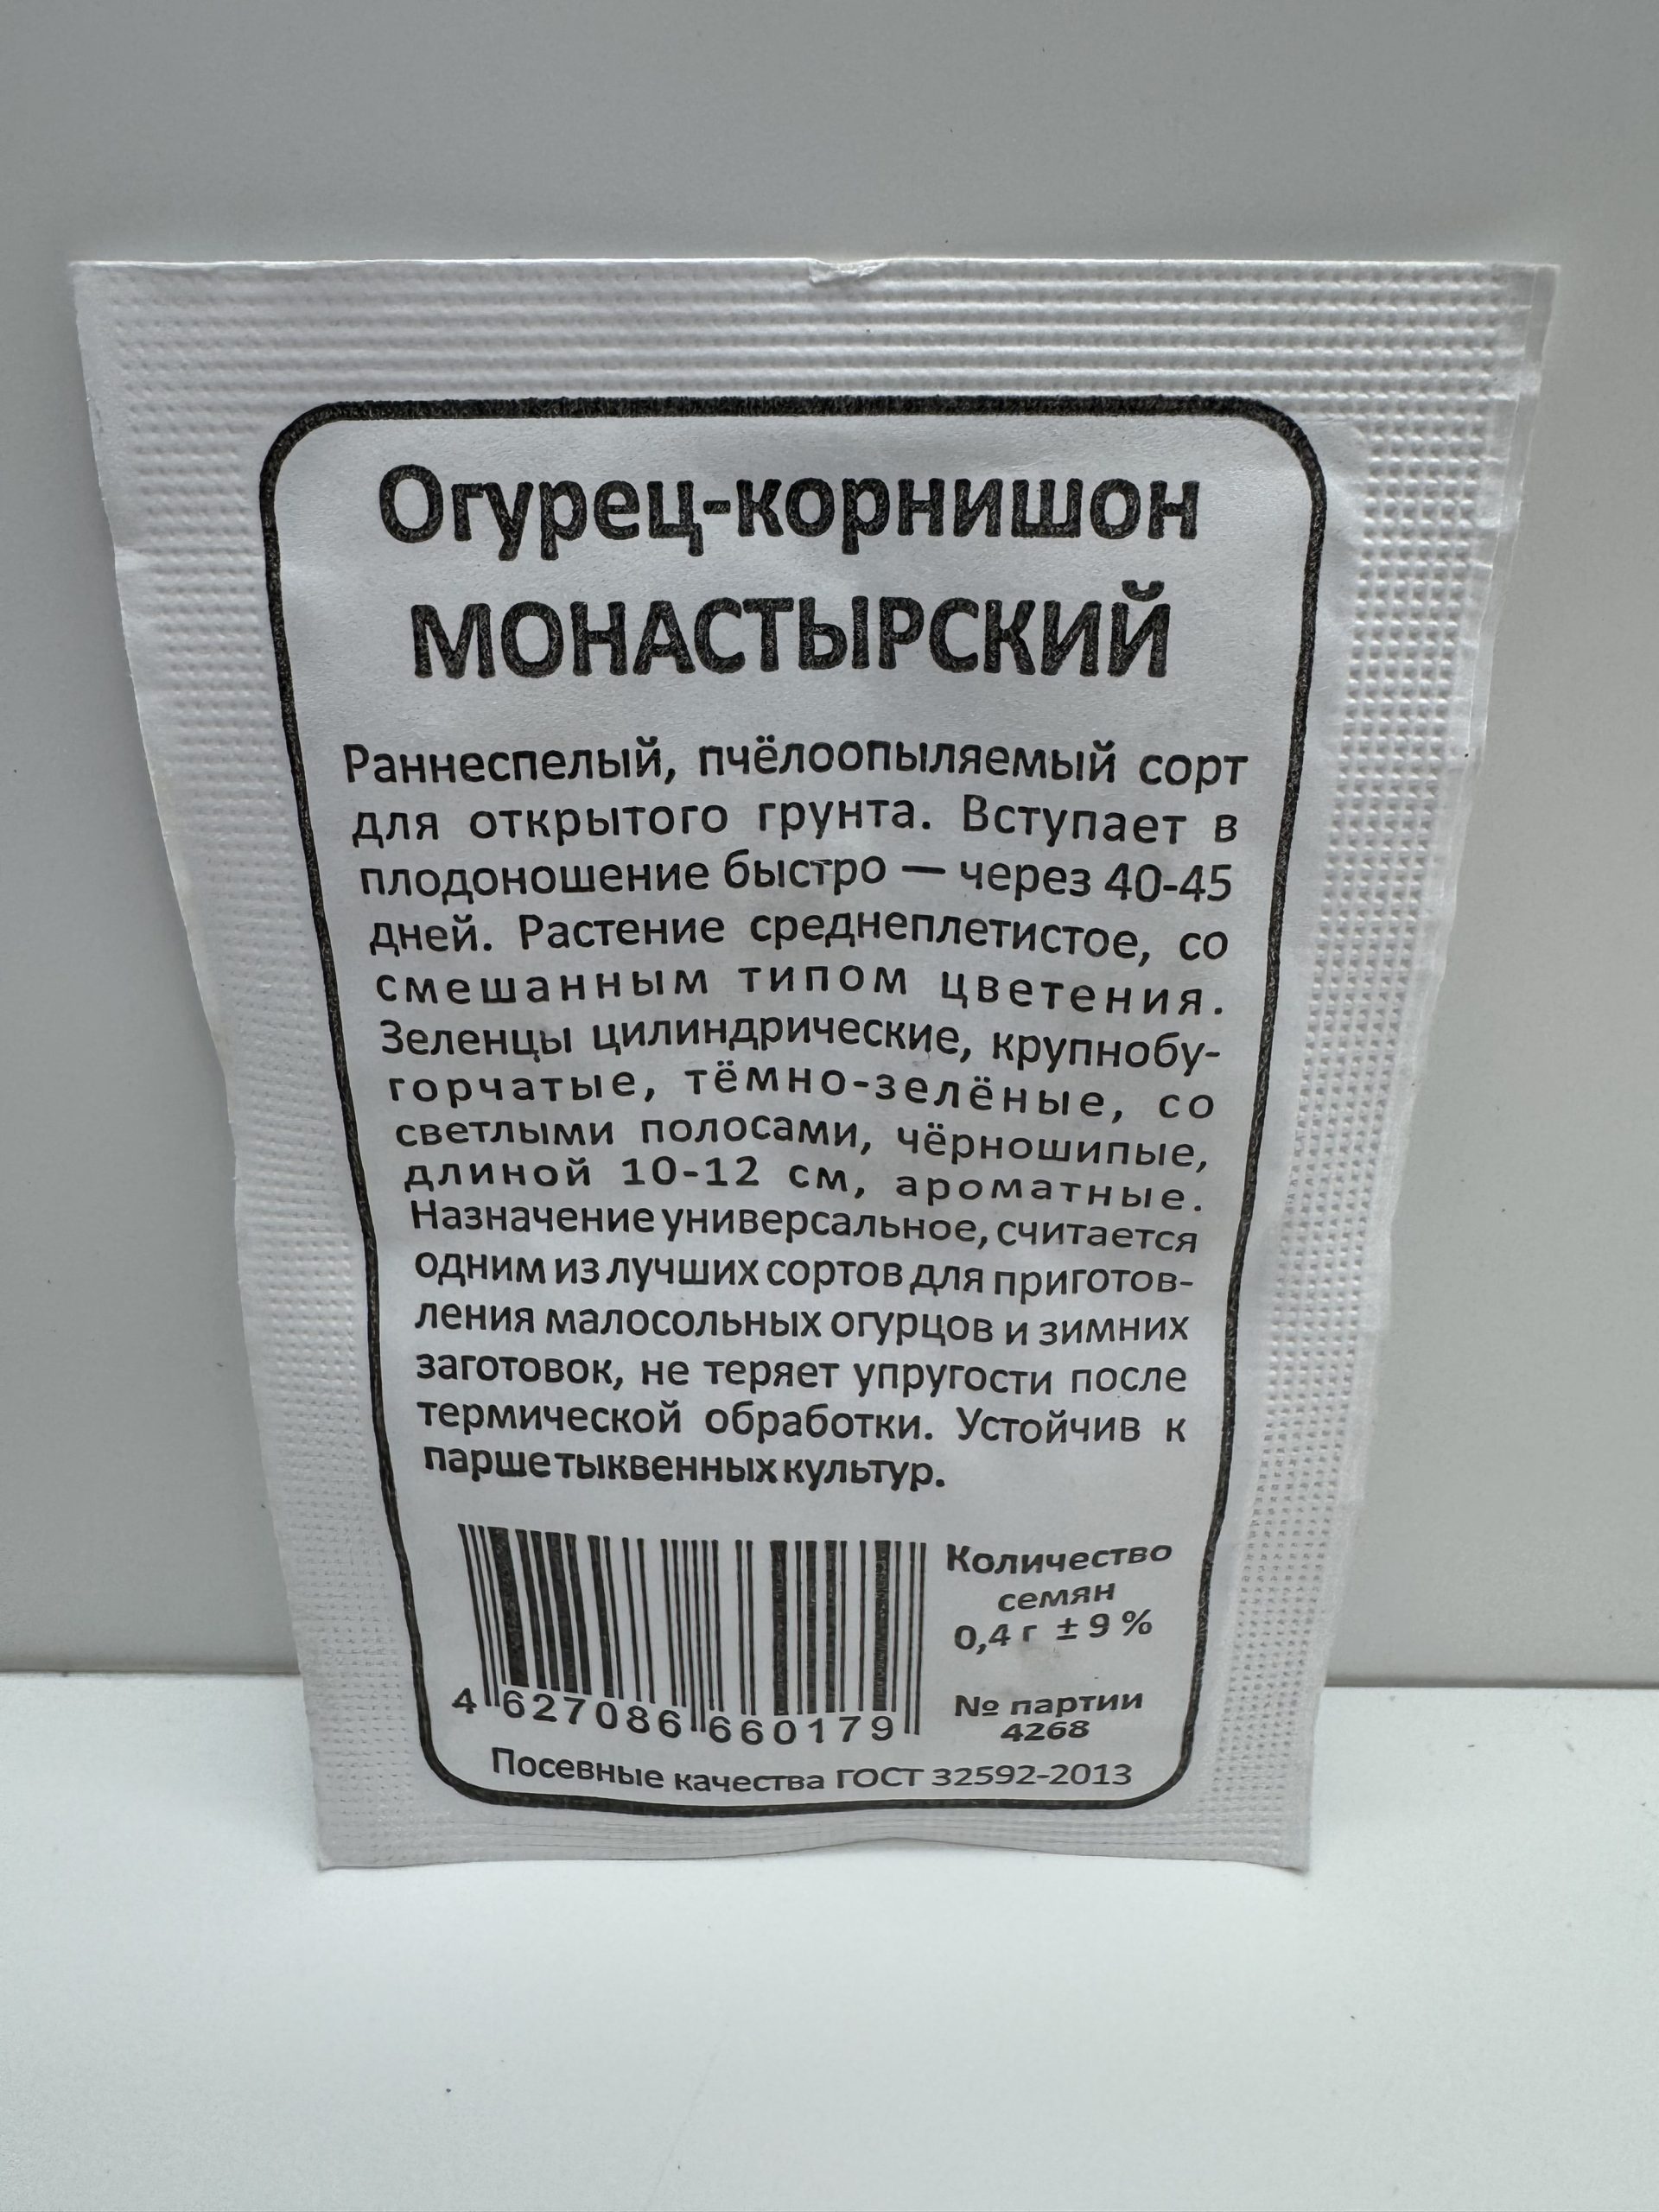 Огурец-корнишон
МОНАСТЫРСКИЙ
Раннеспелый, пчёлоопыляемый сорт
для открытого грунта. Вступает в
плодоношение быстро — через 40-45
дней. Растение среднеплетистое, со
смешанным типом цветения.
Зеленцы цилиндрические, крупнобу-
горчатые, тёмно-зелёные, со
светлыми полосами, чёрношипые,
длиной 10-12 см, ароматные.
Назначение универсальное, считается
одним из лучших сортов для приготов-
ления малосольных огурцов и зимних
заготовок, не теряет упругости после
термической обработки. Устойчив к
парше тыквенных культур.
Количество
семян
0,4 г ± 9 %
№ партии
4268
4 627086 660179
Посевные качества ГОСТ 32592-2013